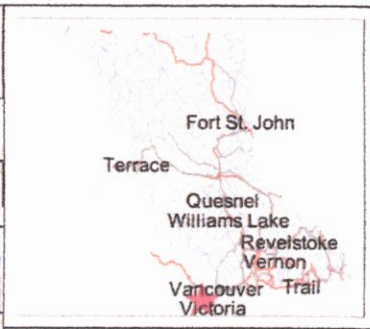 Fort St. John
Terrace
Quesnel
Williams Lake
Revelstoke
Vernon
Vancouver Trail
Victoria